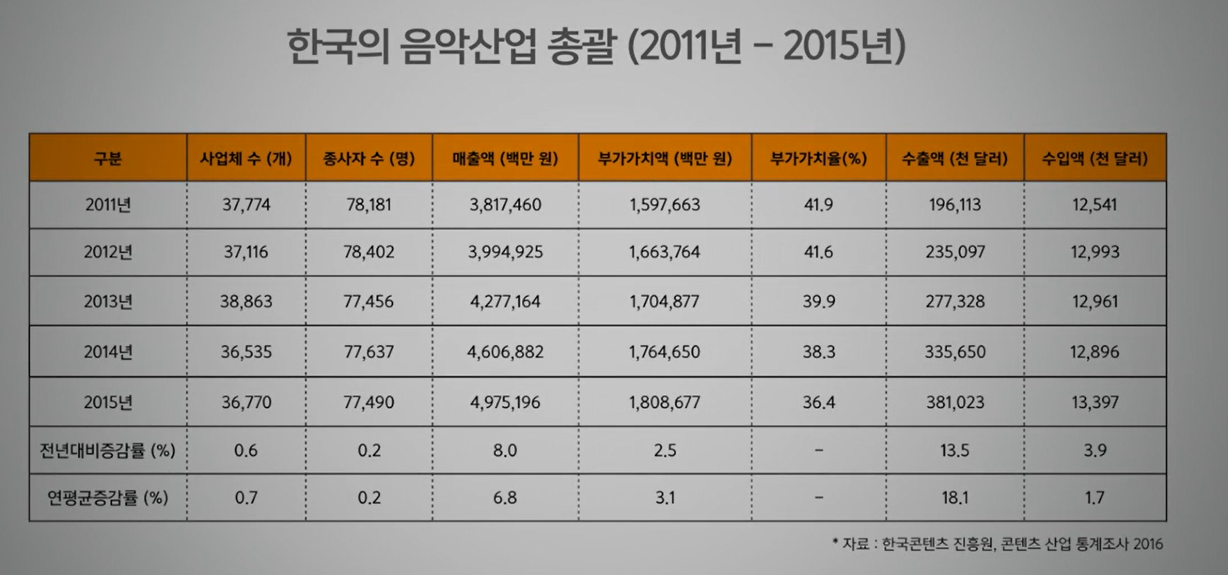 한국의 음악산업 총괄 (2011년 – 2015년)
구분 사업체 수 (개) 종사자 수 (명) 매출액 (백만 원) 부가가치액 (백만 원) 부가가치율(%) 수출액 (천 달러) 수입액 (천 달러)
2011년 37,774 78,181 3,817,460 1,597,663 41.9 196,113 12,541
2012년 37,116 78,402 3,994,925 1,663,764 41.6 235,097 12,993
2013년 38,863 77,456 4,277,164 1,704,877 39.9 277,328 12,961
2014년 36,535 77,637 4,606,882 1,764,650 38.3 335,650 12,896
2015년 36,770 77,490 4,975,196 1,808,677 36.4 381,023 13,397
전년대비증감률 (%) 0.6 0.2 8.0 2.5 – 13.5 3.9
연평균증감률 (%) 0.7 0.2 6.8 3.1 – 18.1 1.7
* 자료 : 한국콘텐츠 진흥원, 콘텐츠 산업 통계조사 2016